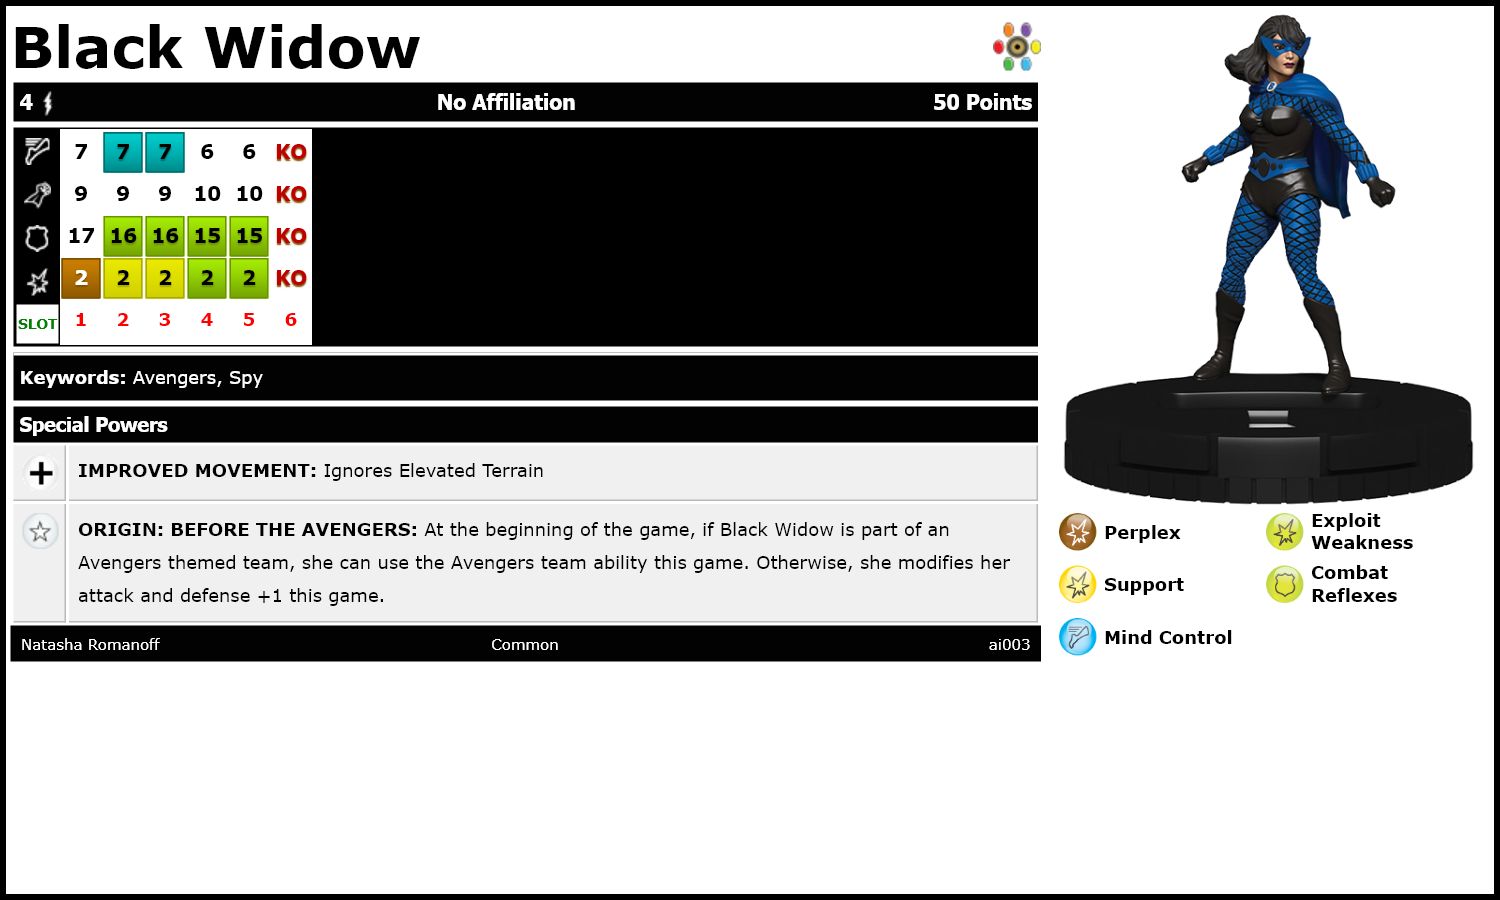 Black Widow
4 No Affiliation 50 Points
7 7 7 6 6 KO
9 9 9 10 10 KO
17 16 16 15 15 KO
2 2 2 2 2 KO
SLOT 1 2 3 4 5 6
Keywords: Avengers, Spy
Special Powers
IMPROVED MOVEMENT: Ignores Elevated Terrain
ORIGIN: BEFORE THE AVENGERS: At the beginning of the game, if Black Widow is part of an
Avengers themed team, she can use the Avengers team ability this game. Otherwise, she modifies her
attack and defense +1 this game.
Natasha Romanoff Common ai003
Perplex
Support
Mind Control
Exploit
Weakness
Combat
Reflexes